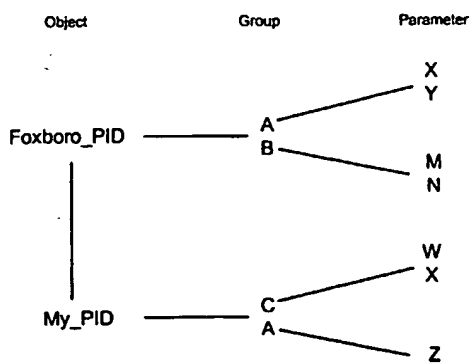 Object Group Parameter
X
Y
A
Foxboro_PID
B
M
N
W
X
C
My_PID
A
Z